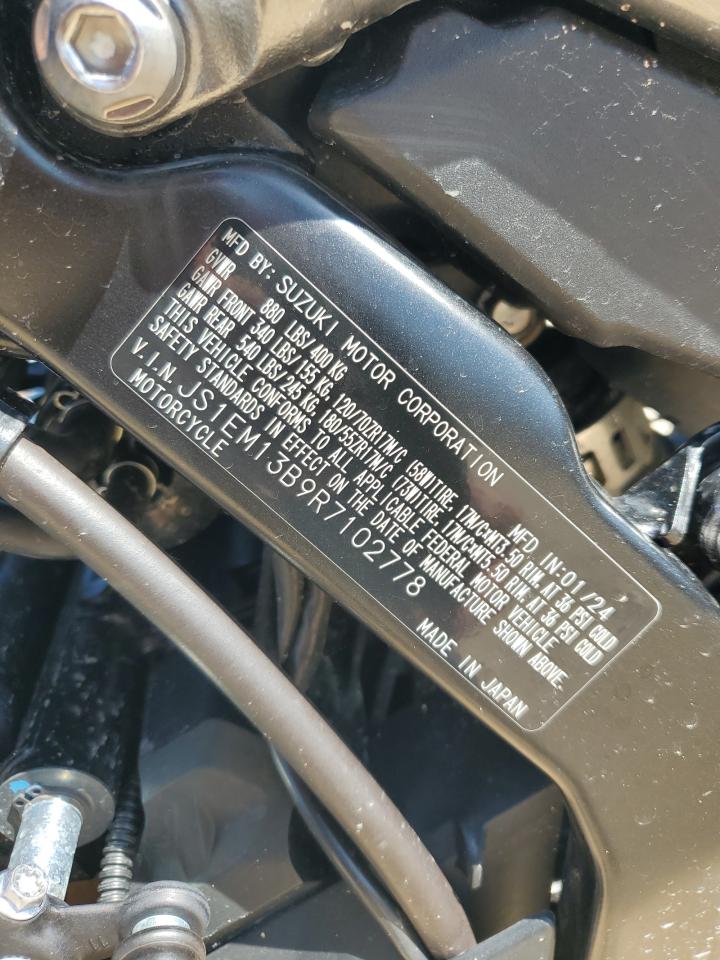 MFD BY: SUZUKI MOTOR CORPORATION
MFD IN: 01/24
GVWR 880 LBS/400 KG
GAWR FRONT 340 LBS/155 KG, 120/70ZR17M/C (58W)TIRE, 17M/C×MT3.50 RIM, AT 36 PSI COLD
GAWR REAR 540 LBS/245 KG, 180/55ZR17M/C (73W)TIRE, 17M/C×MT5.50 RIM, AT 36 PSI COLD
THIS VEHICLE CONFORMS TO ALL APPLICABLE FEDERAL MOTOR VEHICLE
SAFETY STANDARDS IN EFFECT ON THE DATE OF MANUFACTURE SHOWN ABOVE.
V.I.N. JS1EM13B9R7102778
MOTORCYCLE MADE IN JAPAN